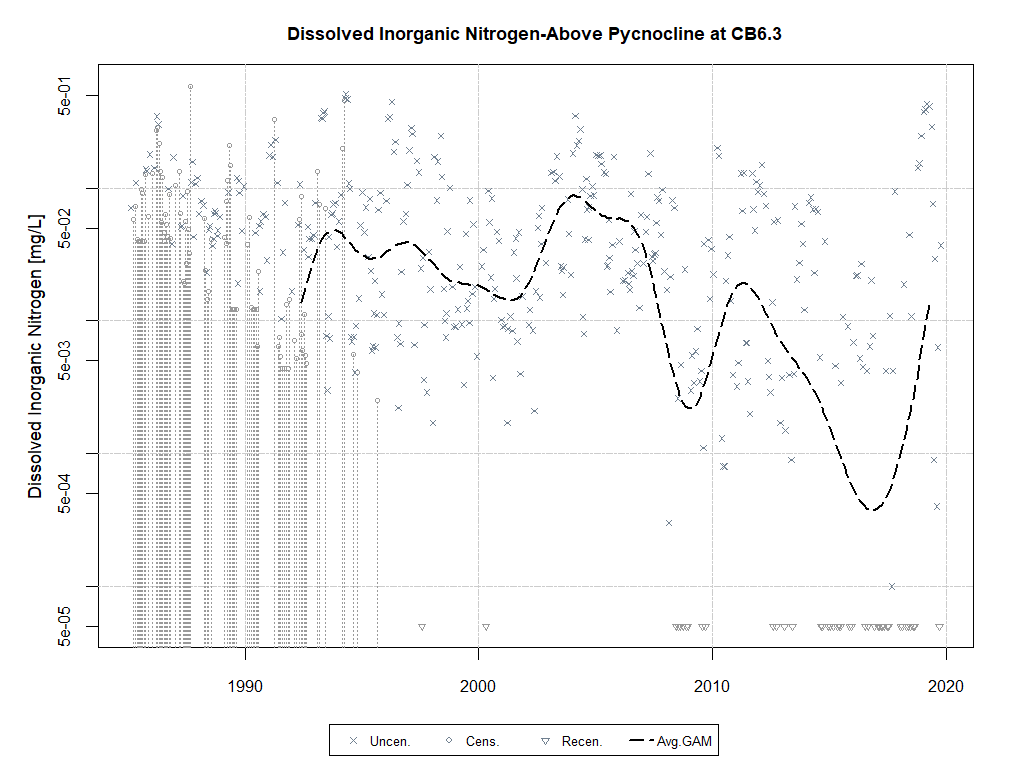 Dissolved Inorganic Nitrogen-Above Pycnocline at CB6.3
Dissolved Inorganic Nitrogen [mg/L]
5e-01
5e-02
5e-03
5e-04
5e-05
1990 2000 2010 2020
Uncen. Cens. Recen. Avg.GAM